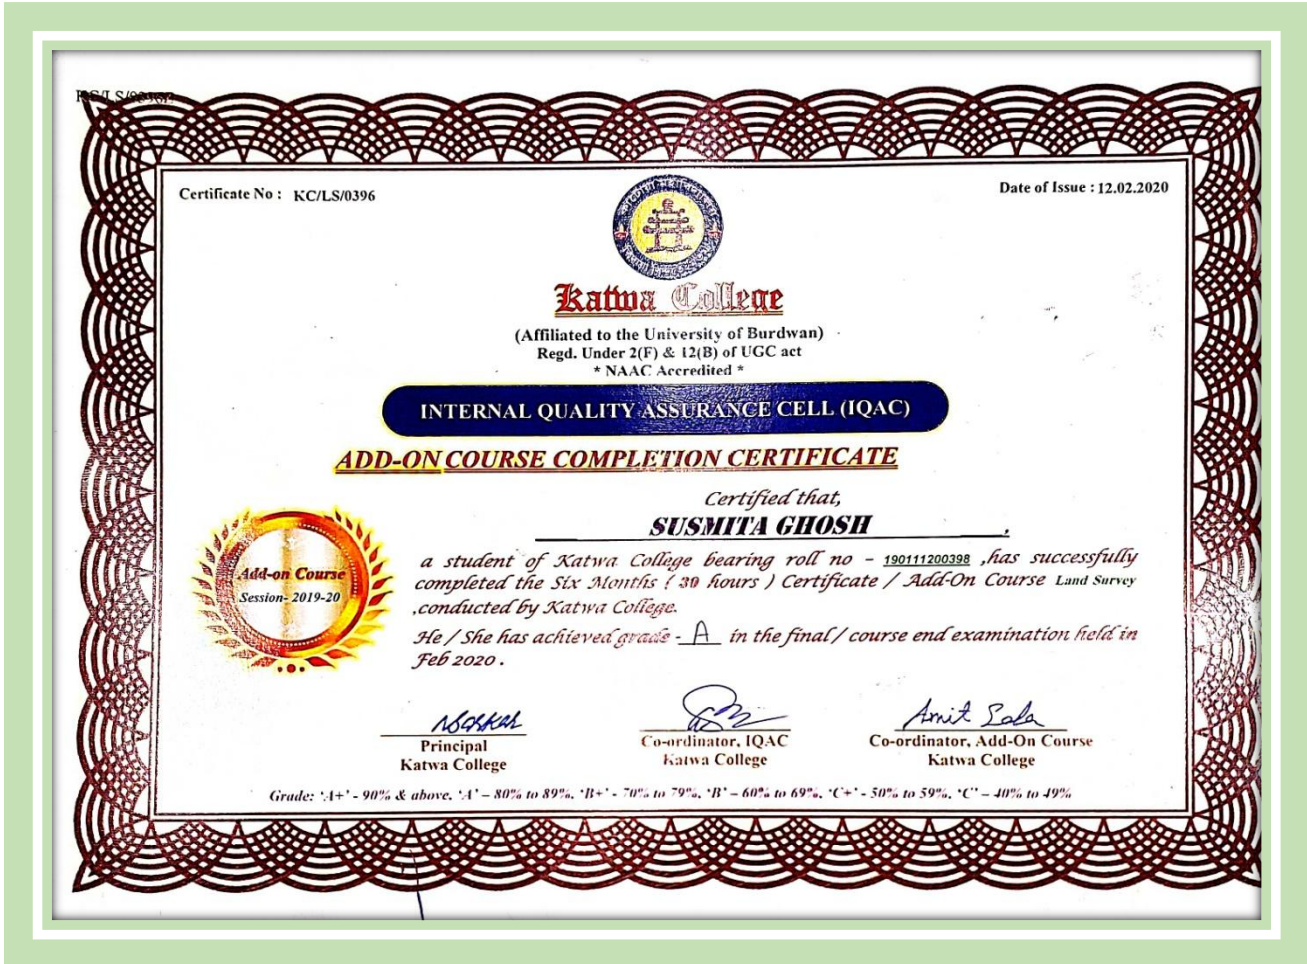 Certificate No : KC/LS/0396
Date of Issue : 12.02.2020
Katwa College
(Affiliated to the University of Burdwan)
Regd. Under 2(F) & 12(B) of UGC act
* NAAC Accredited *
INTERNAL QUALITY ASSURANCE CELL (IQAC)
ADD-ON COURSE COMPLETION CERTIFICATE
Certified that,
SUSMITA GHOSH .
Add-on Course
Session- 2019-20
a student of Katwa College bearing roll no - 190111200398 ,has successfully
completed the Six Months ( 30 hours ) Certificate / Add-On Course Land Survey
,conducted by Katwa College.
He / She has achieved grade - A in the final / course end examination held in
Feb 2020 .
Amit
Principal
Katwa College
Co-ordinator, IQAC
Katwa College
Co-ordinator, Add-On Course
Katwa College
Grade: 'A+' - 90% & above, 'A' – 80% to 89%, 'B+' - 70% to 79%, 'B' – 60% to 69%, 'C+' - 50% to 59%, 'C' – 40% to 49%